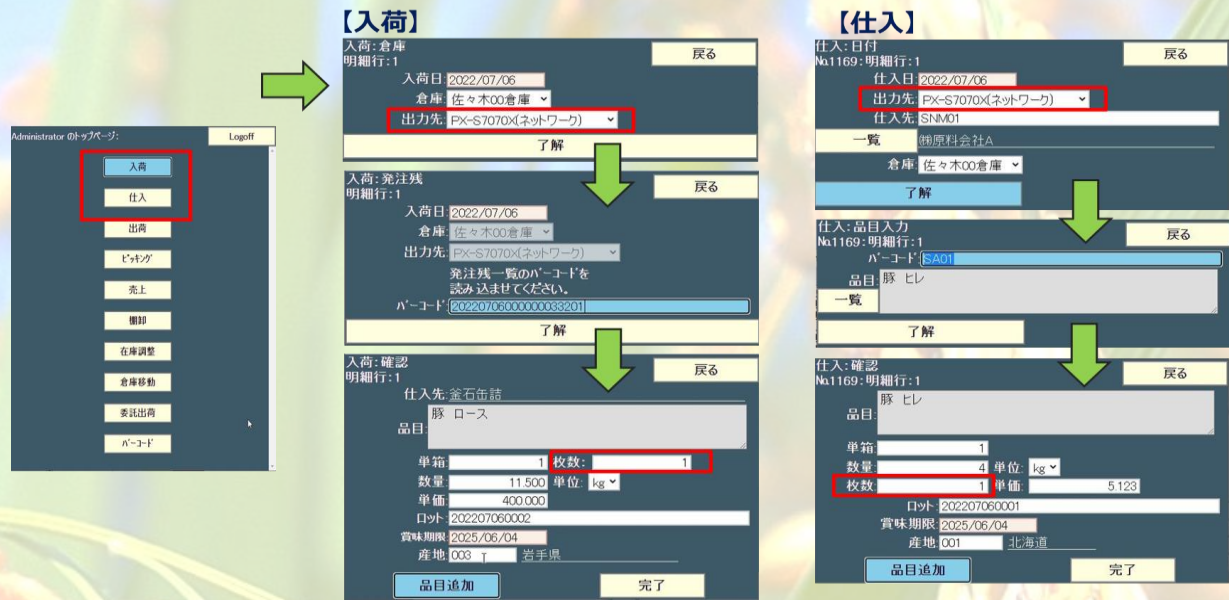 【入荷】
【仕入】
Administrator のトップページ:
Logoff
入荷
仕入
出荷
ピッキング
売上
棚卸
在庫調整
倉庫移動
委託出荷
バーコード
入荷:倉庫
明細行:1
戻る
入荷日:2022/07/06
倉庫:佐々木00倉庫
出力先:PX-S7070X(ネットワーク)
了解
入荷:発注残
明細行:1
戻る
入荷日:2022/07/06
倉庫:佐々木00倉庫
出力先:PX-S7070X(ネットワーク)
発注残一覧のバーコードを
読み込ませてください。
バーコード:20220706000000033201
了解
入荷:確認
明細行:1
戻る
仕入先:釜石缶詰
品目:豚 ロース
単箱: 1 枚数: 1
数量: 11.500 単位: kg
単価: 400.000
ロット:202207060002
賞味期限:2025/06/04
産地:003 岩手県
品目追加 完了
仕入:日付
No.1169:明細行:1
戻る
仕入日:2022/07/06
出力先:PX-S7070X(ネットワーク)
仕入先:SNM01
一覧 ㈱原料会社A
倉庫:佐々木00倉庫
了解
仕入:品目入力
No.1169:明細行:1
戻る
バーコード:SA01
品目:豚 ヒレ
一覧
了解
仕入:確認
No.1169:明細行:1
戻る
品目:豚 ヒレ
単箱: 1
数量: 4 単位: kg
枚数: 1 単価: 5.123
ロット:202207060001
賞味期限:2025/06/04
産地:001 北海道
品目追加 完了